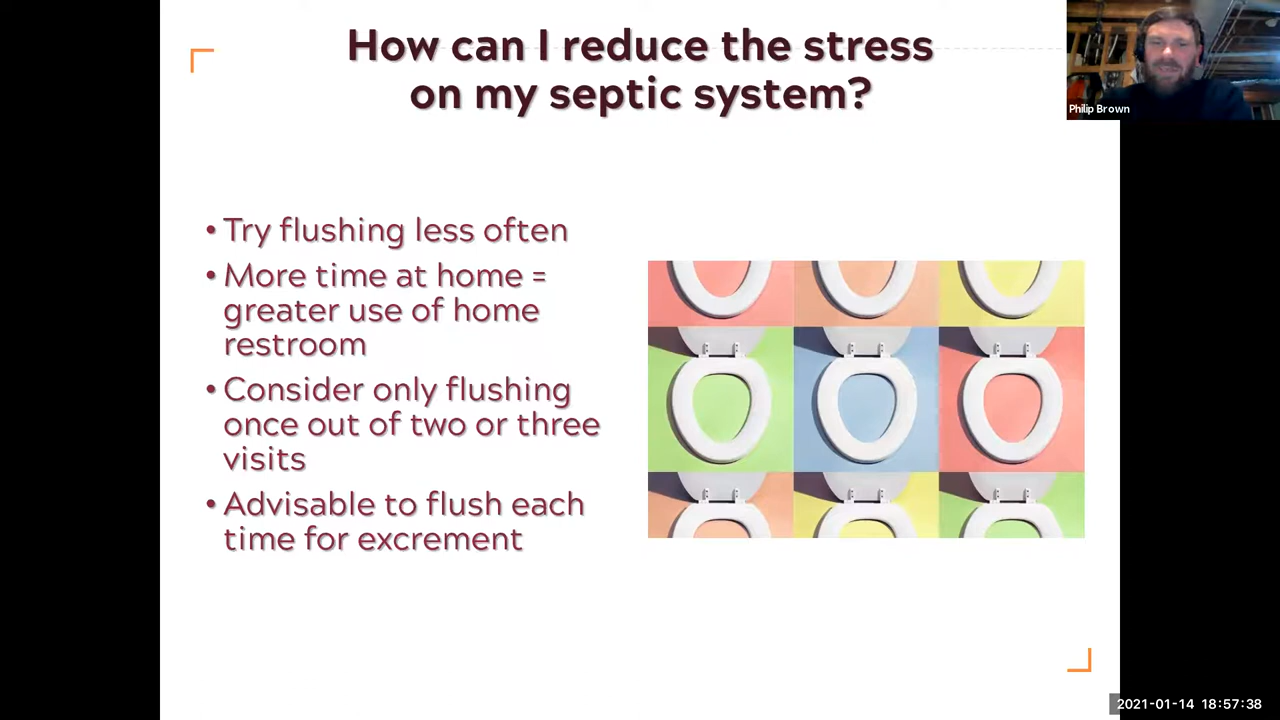 How can I reduce the stress
on my septic system?
Philip Brown
• Try flushing less often
• More time at home =
greater use of home
restroom
• Consider only flushing
once out of two or three
visits
• Advisable to flush each
time for excrement
2021-01-14 18:57:38